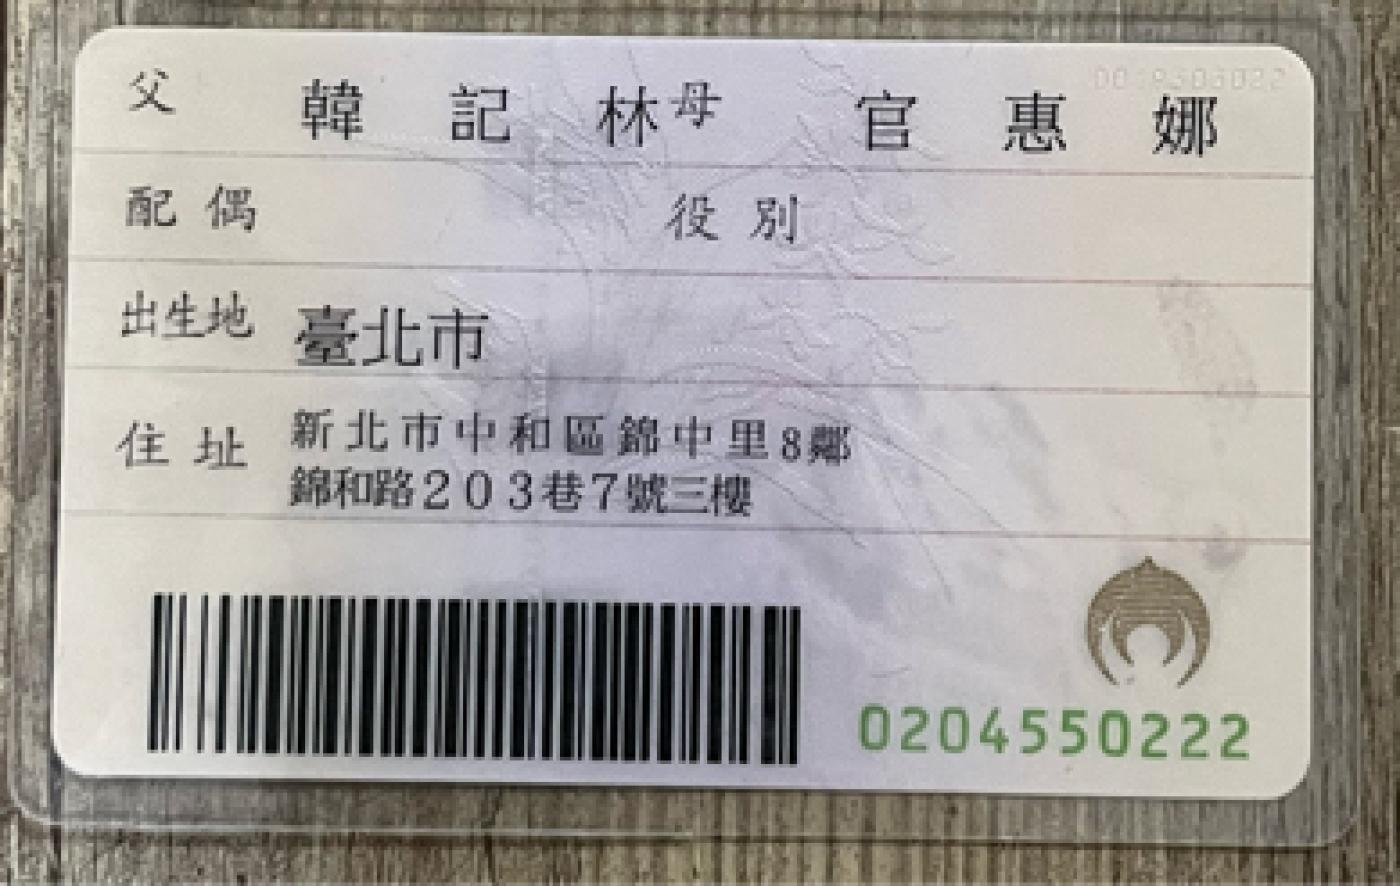 父 韓記林 母 官惠娜
配偶 役別
出生地 臺北市
住址 新北市中和區錦中里8鄰
錦和路203巷7號三樓
0204550222